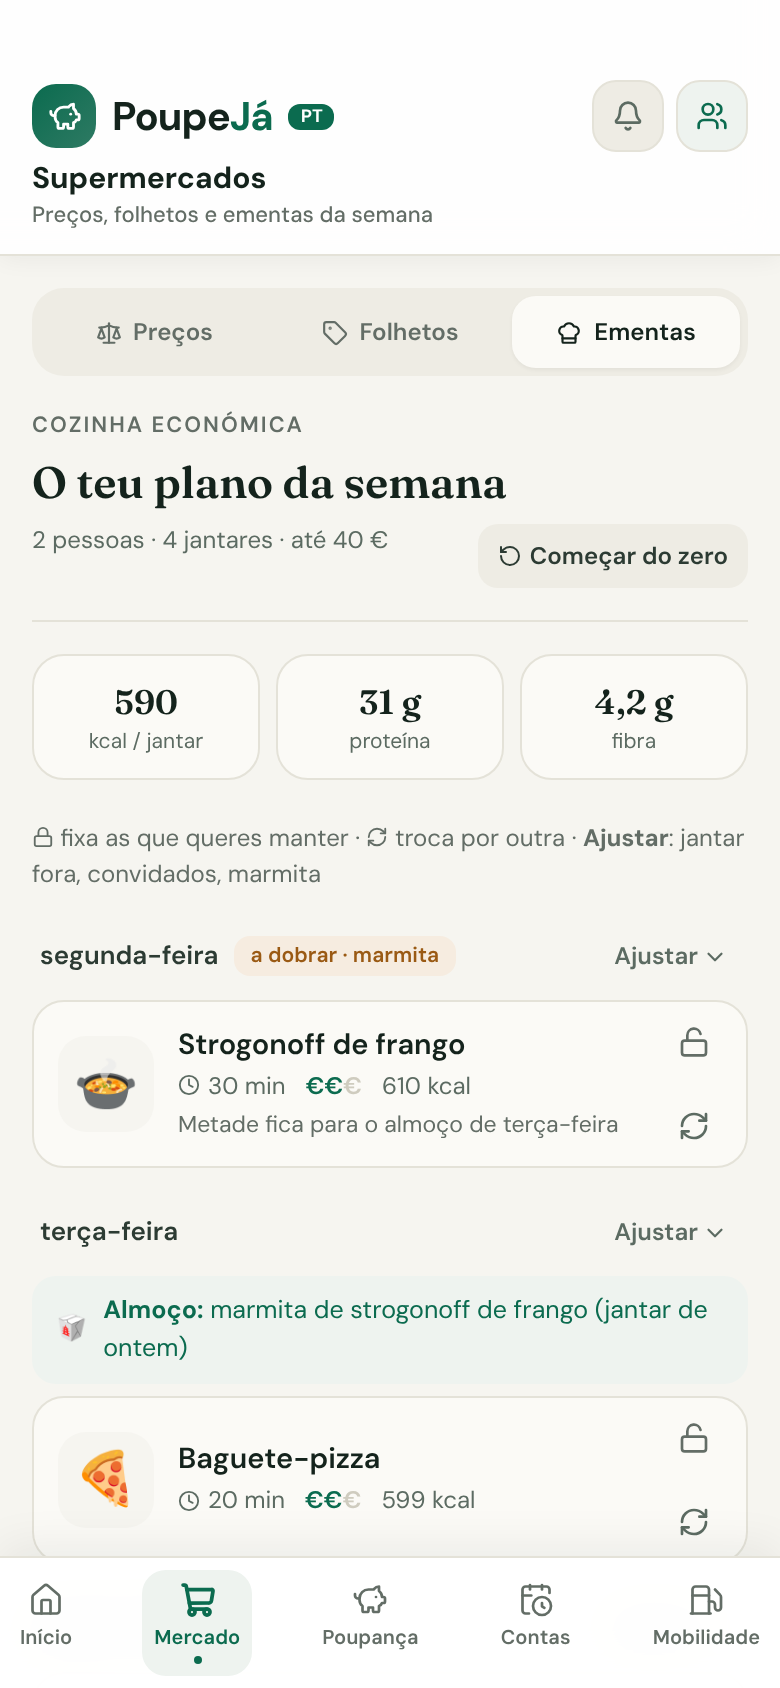 PoupeJá PT
Supermercados
Preços, folhetos e ementas da semana
Preços Folhetos Ementas
COZINHA ECONÓMICA
O teu plano da semana
2 pessoas · 4 jantares · até 40 €
Começar do zero
590 31 g 4,2 g
kcal / jantar proteína fibra
fixa as que queres manter · troca por outra · Ajustar: jantar
fora, convidados, marmita
segunda-feira a dobrar · marmita Ajustar
Strogonoff de frango
30 min €€€ 610 kcal
Metade fica para o almoço de terça-feira
terça-feira Ajustar
Almoço: marmita de strogonoff de frango (jantar de
ontem)
Baguete-pizza
20 min €€€ 599 kcal
Início Mercado Poupança Contas Mobilidade